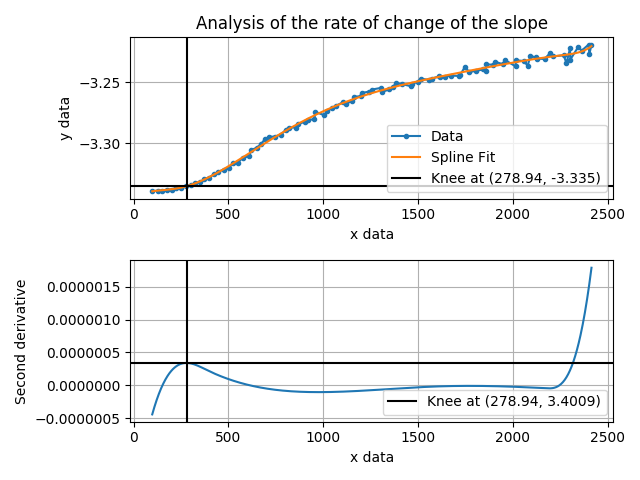 Analysis of the rate of change of the slope
−3.25
−3.30
y data
Data
Spline Fit
Knee at (278.94, -3.335)
0 500 1000 1500 2000 2500
x data
0.0000015
0.0000010
0.0000005
0.0000000
−0.0000005
Second derivative
Knee at (278.94, 3.4009)
0 500 1000 1500 2000 2500
x data